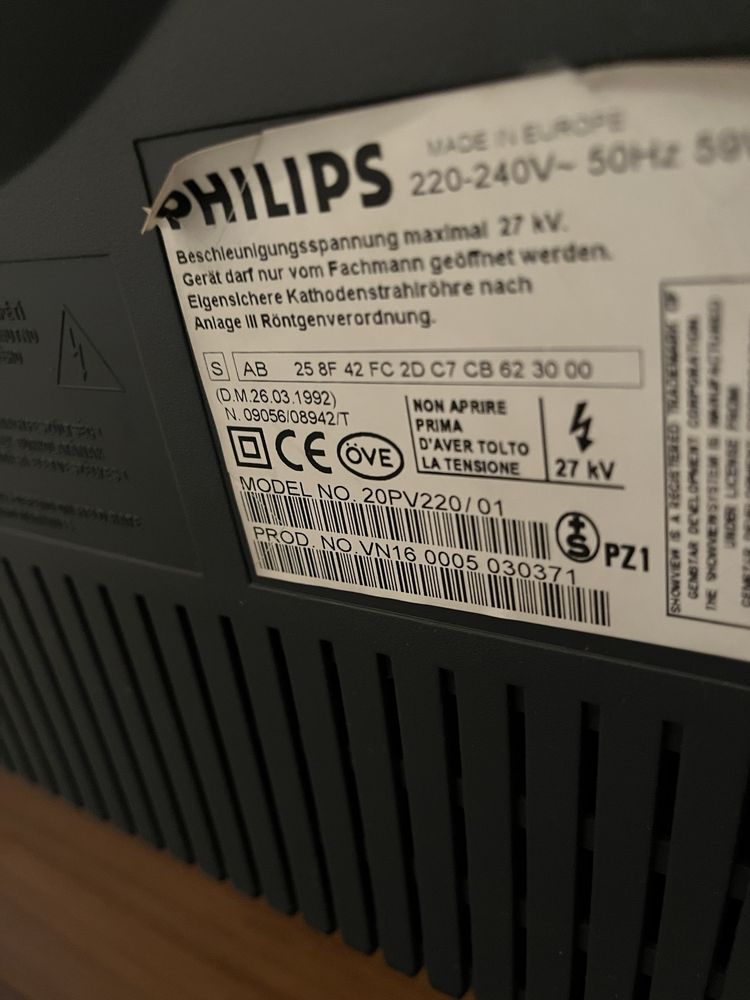 PHILIPS
MADE IN EUROPE
220-240V~ 50Hz
Beschleunigungsspannung maximal 27 kV.
Gerät darf nur vom Fachmann geöffnet werden.
Eigensichere Kathodenstrahlröhre nach
Anlage III Röntgenverordnung.
S AB 25 8F 42 FC 2D C7 CB 62 30 00
(D.M.26.03.1992)
N. 09056/08942/T
CE ÖVE
NON APRIRE
PRIMA
D'AVER TOLTO
LA TENSIONE
27 kV
MODEL NO. 20PV220/01
PROD. NO. VN16 0005 030371
S PZ1
SHOWVIEW IS A REGISTERED TRADEMARK OF
GEMSTAR DEVELOPMENT CORPORATION.
THE SHOWVIEW SYSTEM IS MANUFACTURED
UNDER LICENSE FROM